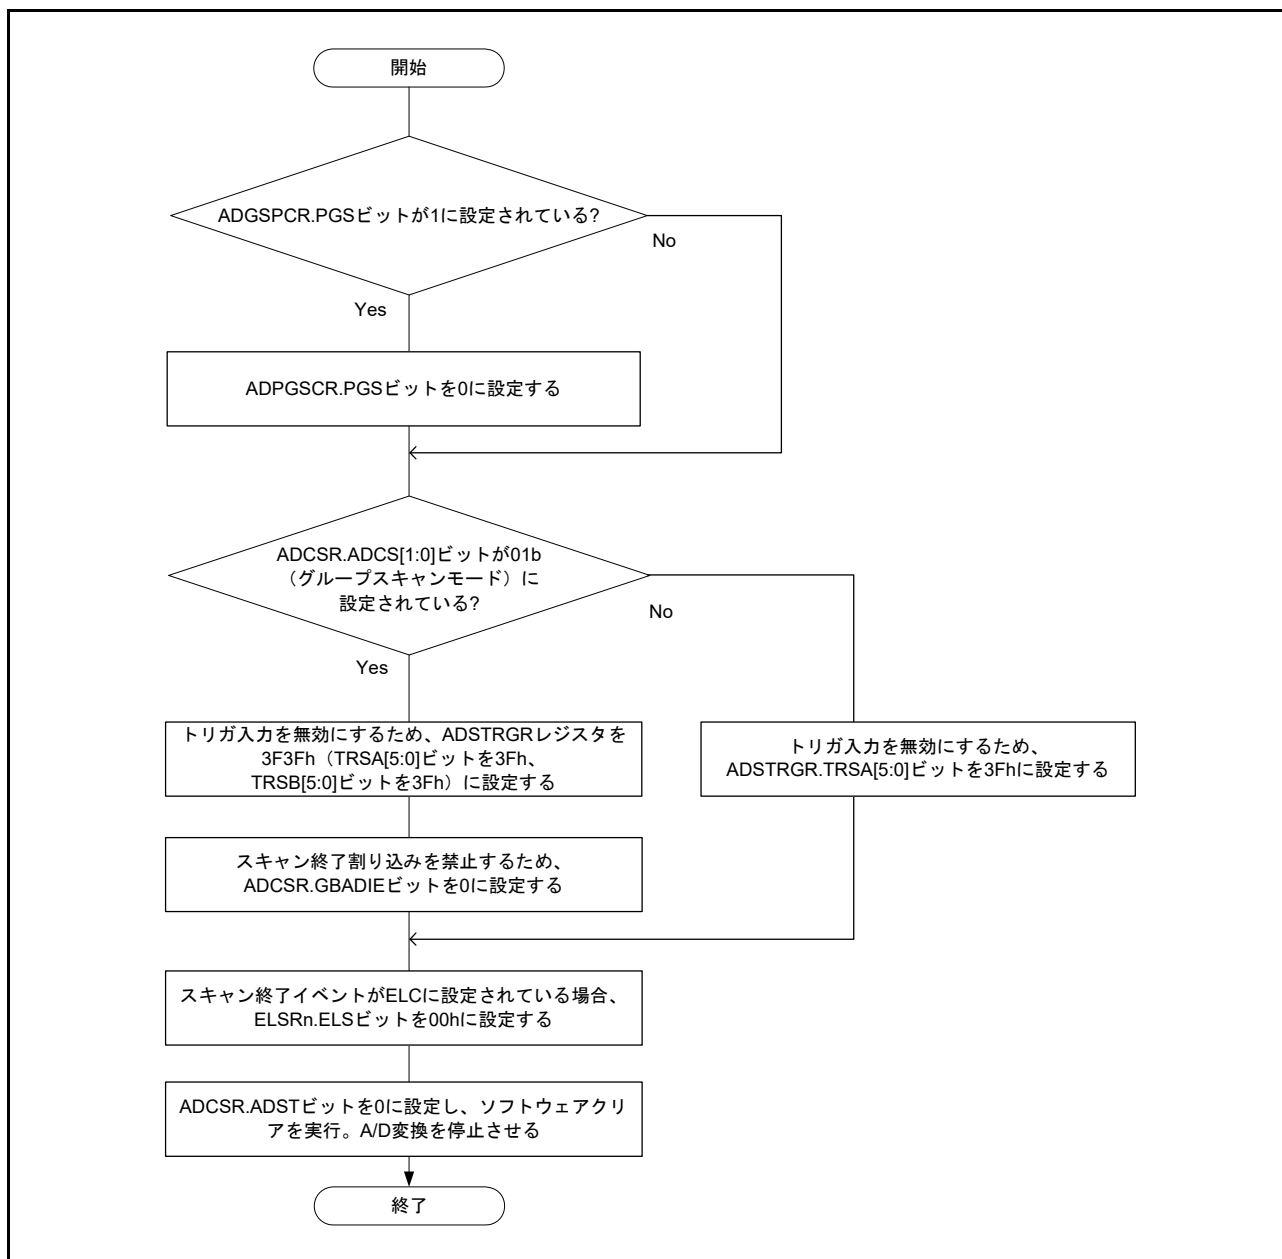 開始
ADGSPCR.PGSビットが1に設定されている?
No
Yes
ADPGSCR.PGSビットを0に設定する
ADCSR.ADCS[1:0]ビットが01b
（グループスキャンモード）に
設定されている?
No
Yes
トリガ入力を無効にするため、ADSTRGRレジスタを
3F3Fh（TRSA[5:0]ビットを3Fh、
TRSB[5:0]ビットを3Fh）に設定する
トリガ入力を無効にするため、
ADSTRGR.TRSA[5:0]ビットを3Fhに設定する
スキャン終了割り込みを禁止するため、
ADCSR.GBADIEビットを0に設定する
スキャン終了イベントがELCに設定されている場合、
ELSRn.ELSビットを00hに設定する
ADCSR.ADSTビットを0に設定し、ソフトウェアクリ
アを実行。A/D変換を停止させる
終了